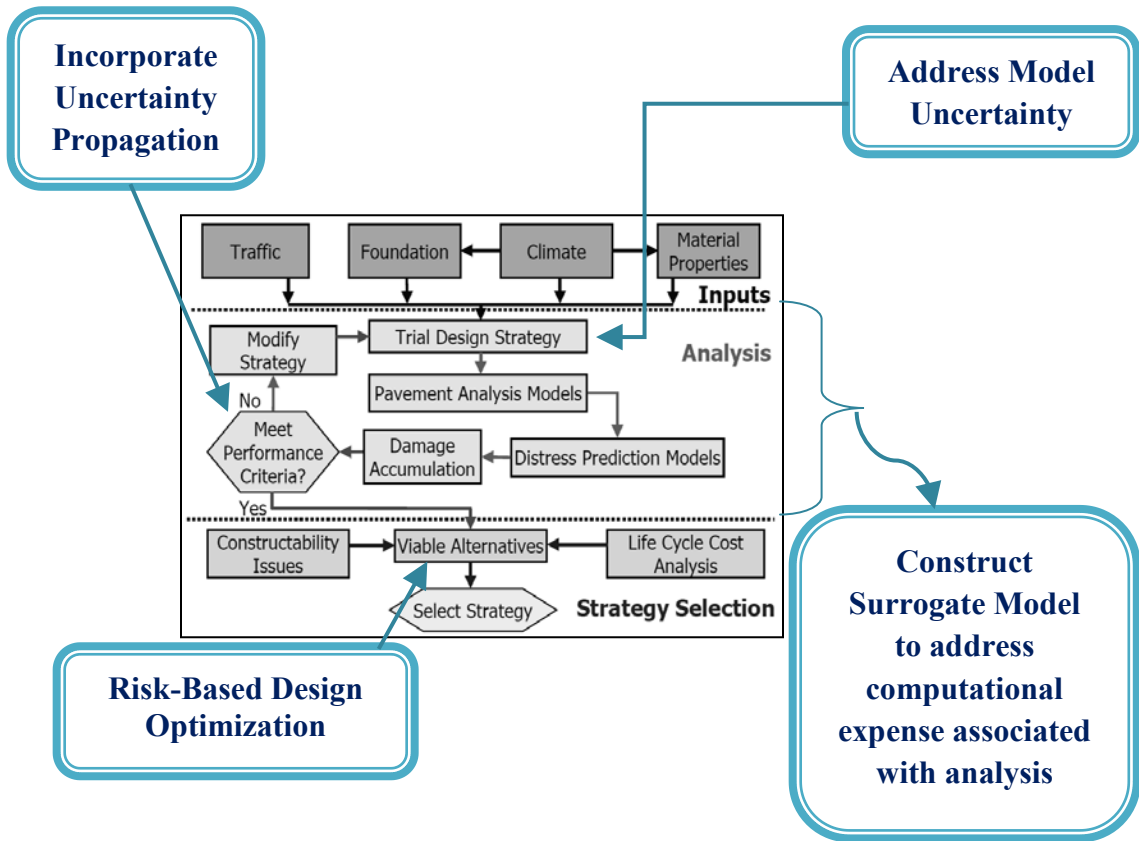 Incorporate
Uncertainty
Propagation
Address Model
Uncertainty
Traffic
Foundation
Climate
Material
Properties
Inputs
Modify
Strategy
Trial Design Strategy
Analysis
Pavement Analysis Models
No
Meet
Performance
Criteria?
Damage
Accumulation
Distress Prediction Models
Yes
Constructability
Issues
Viable Alternatives
Life Cycle Cost
Analysis
Select Strategy
Strategy Selection
Risk-Based Design
Optimization
Construct
Surrogate Model
to address
computational
expense associated
with analysis